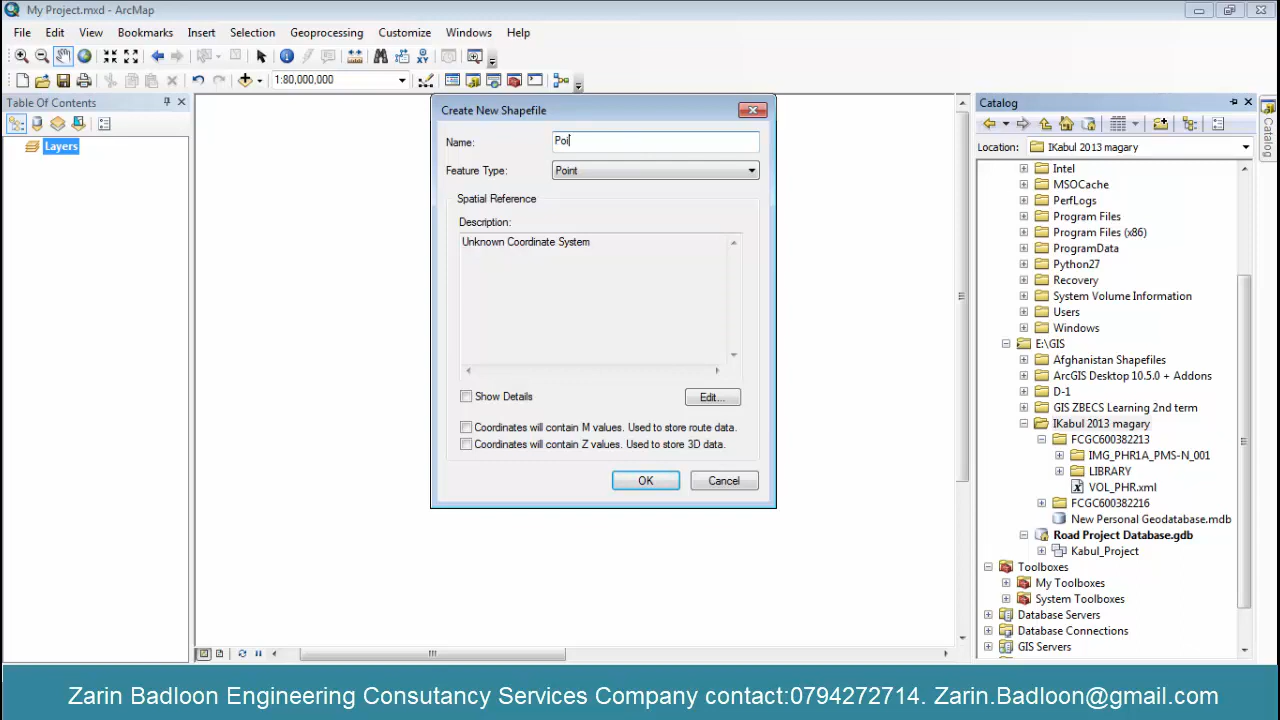 My Project.mxd - ArcMap
File Edit View Bookmarks Insert Selection Geoprocessing Customize Windows Help
1:80,000,000
Table Of Contents
Layers
Create New Shapefile
Name: Poi
Feature Type: Point
Spatial Reference
Description:
Unknown Coordinate System
Show Details
Edit...
Coordinates will contain M values. Used to store route data.
Coordinates will contain Z values. Used to store 3D data.
OK Cancel
Catalog
Location: IKabul 2013 magary
Intel
MSOCache
PerfLogs
Program Files
Program Files (x86)
ProgramData
Python27
Recovery
System Volume Information
Users
Windows
E:\GIS
Afghanistan Shapefiles
ArcGIS Desktop 10.5.0 + Addons
D-1
GIS ZBECS Learning 2nd term
IKabul 2013 magary
FCGC600382213
IMG_PHR1A_PMS-N_001
LIBRARY
VOL_PHR.xml
FCGC600382216
New Personal Geodatabase.mdb
Road Project Database.gdb
Kabul_Project
Toolboxes
My Toolboxes
System Toolboxes
Database Servers
Database Connections
GIS Servers
Catalog
Zarin Badloon Engineering Consutancy Services Company contact:0794272714. Zarin.Badloon@gmail.com